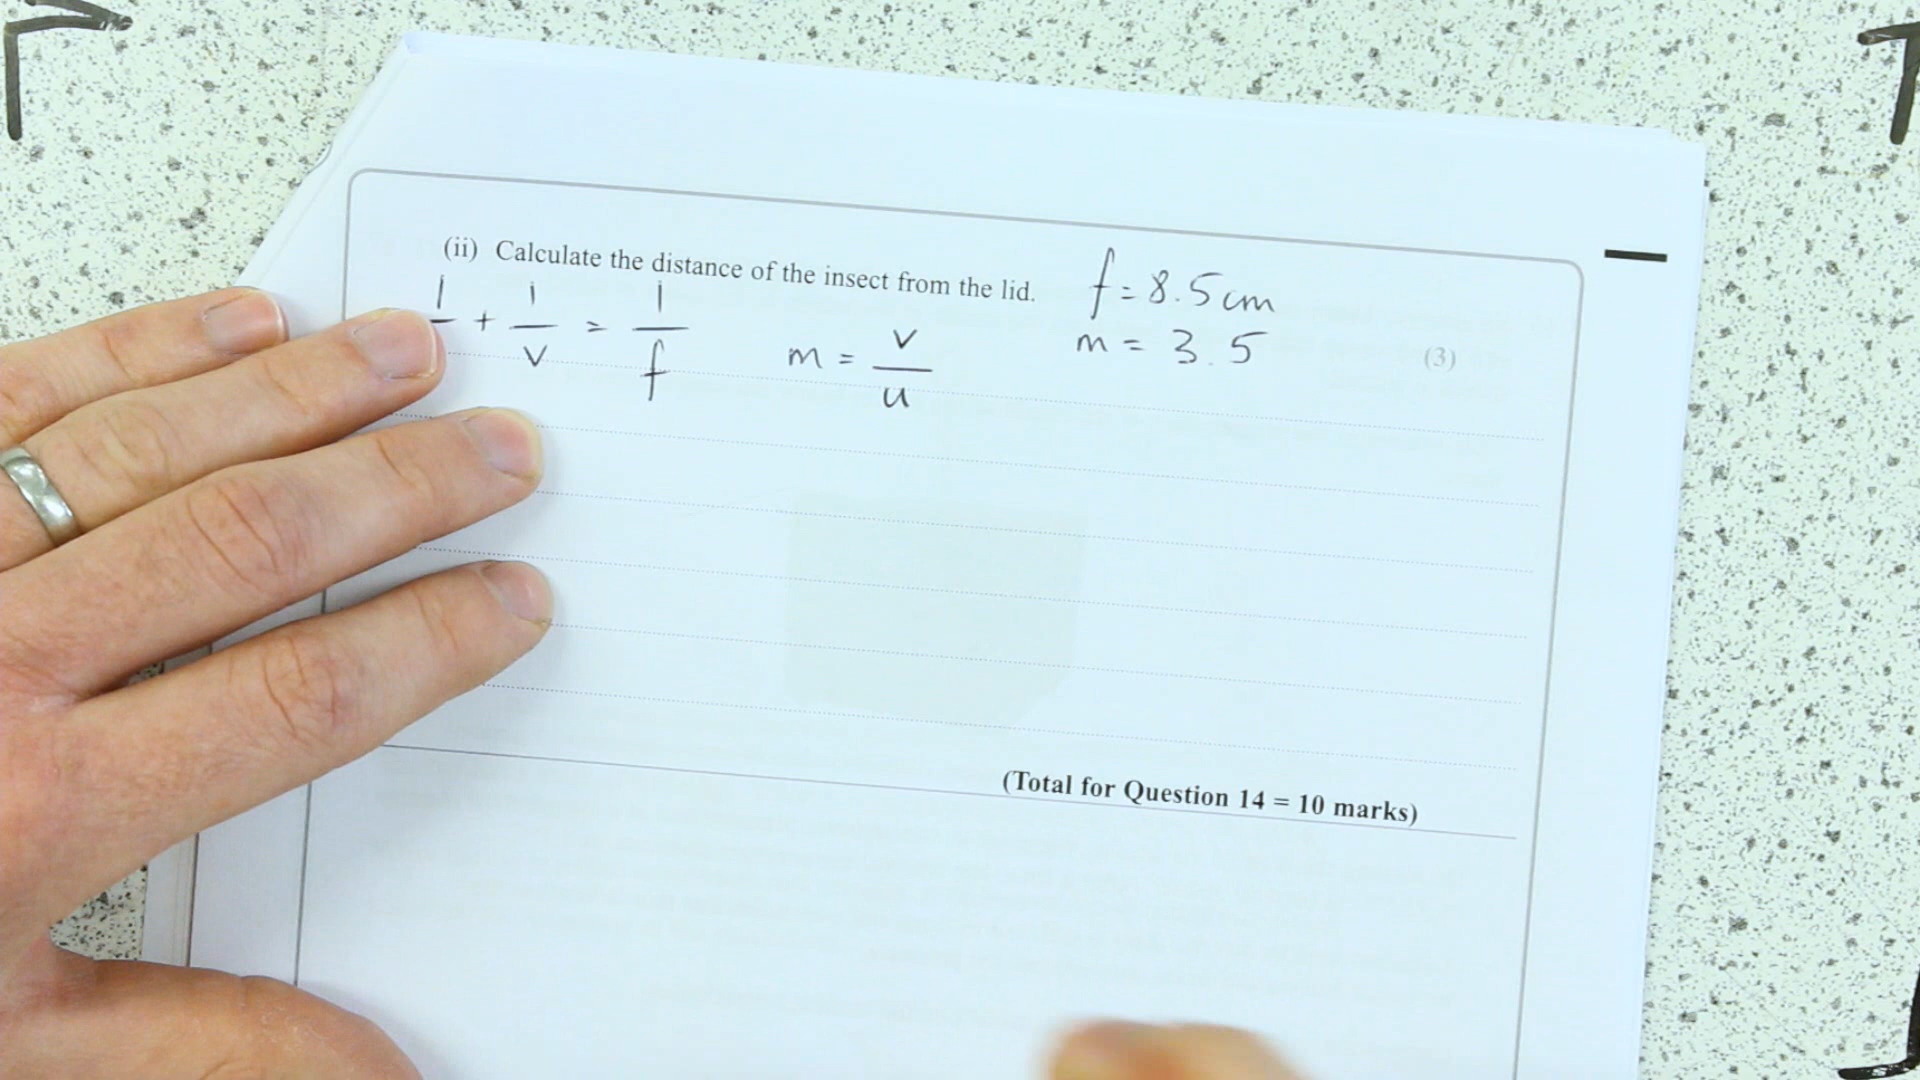 (ii) Calculate the distance of the insect from the lid.
f = 8.5 cm
1 + 1/v = 1/f
m = v/u
m = 3.5
(3)
(Total for Question 14 = 10 marks)